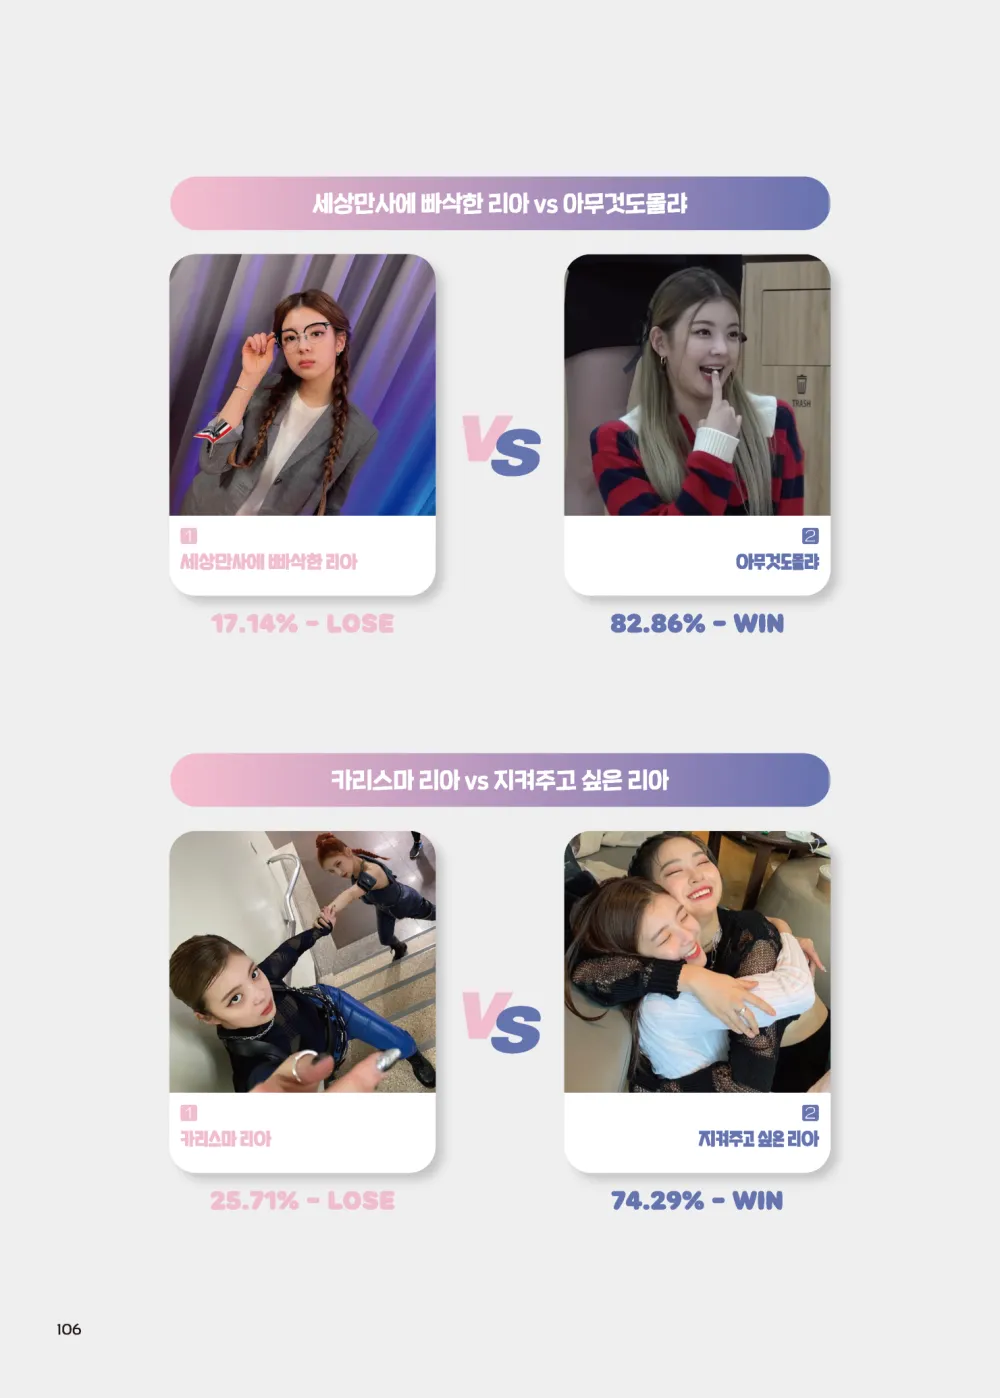 세상만사에 빠삭한 리아 vs 아무것도몰랴
TRASH
VS
1
세상만사에 빠삭한 리아
2
아무것도몰랴
17.14% - LOSE
82.86% - WIN
카리스마 리아 vs 지켜주고 싶은 리아
VS
1
카리스마 리아
2
지켜주고 싶은 리아
25.71% - LOSE
74.29% - WIN
106